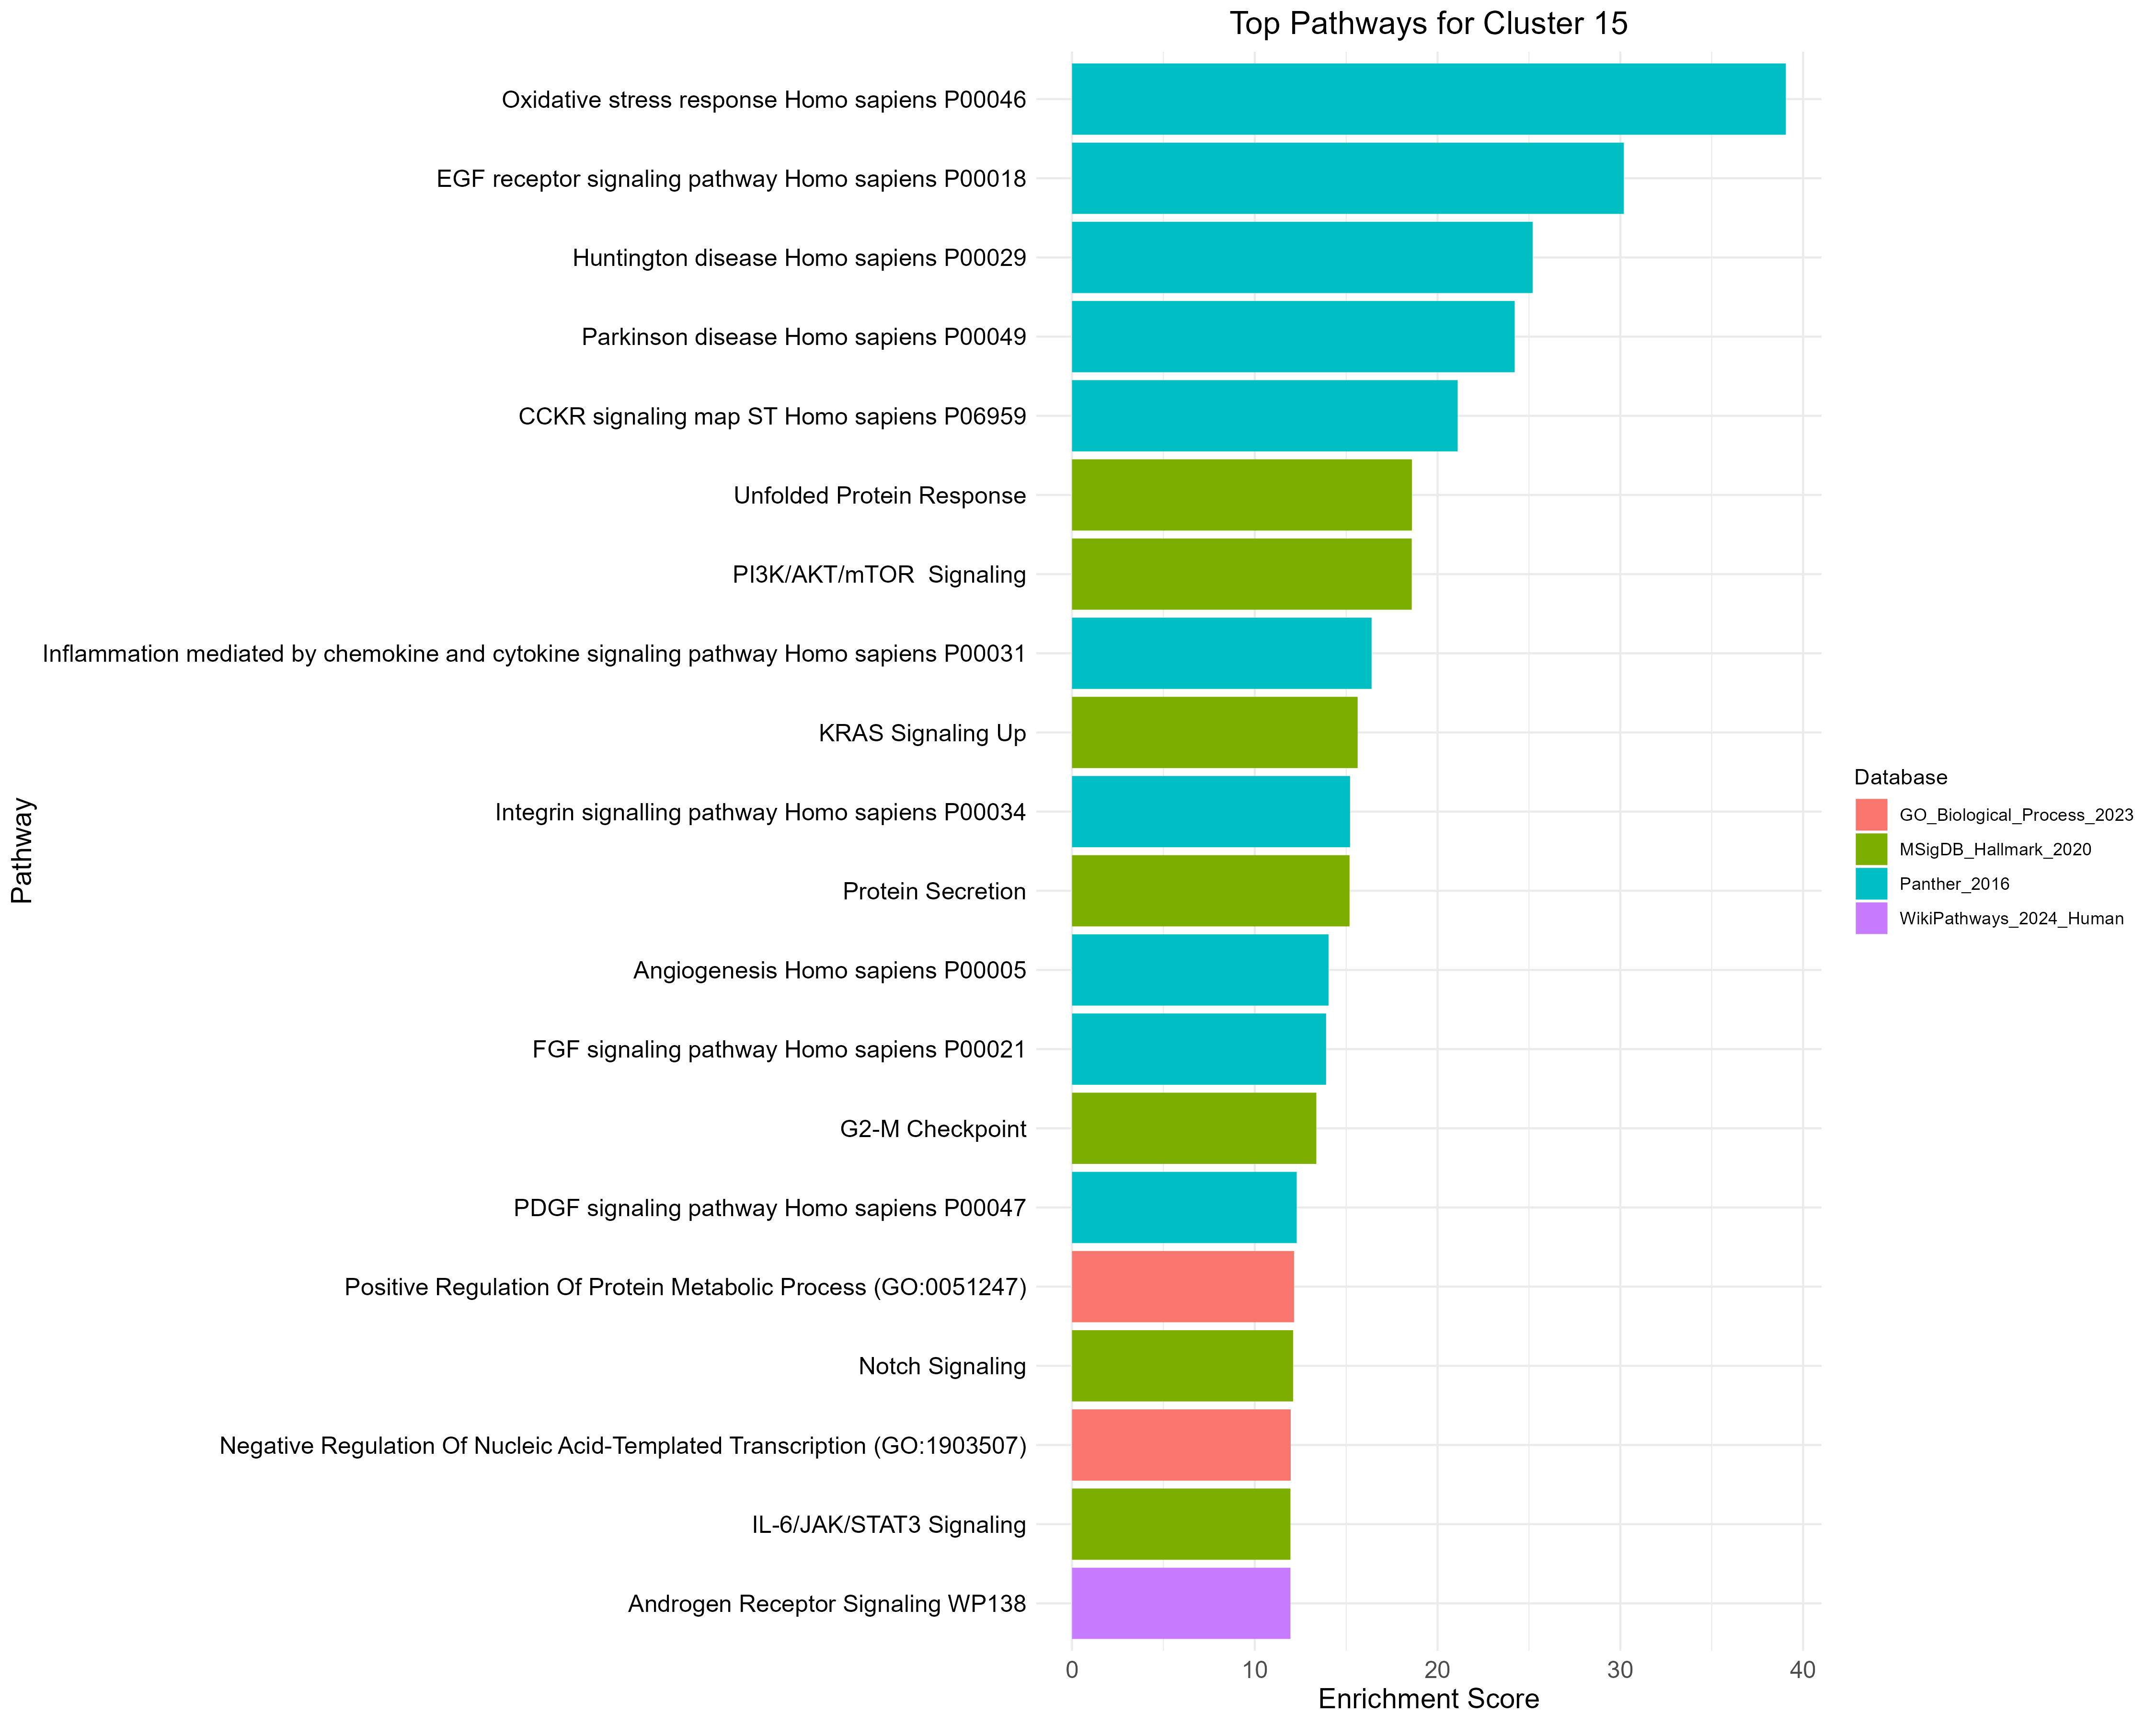 Top Pathways for Cluster 15
Pathway
Oxidative stress response Homo sapiens P00046
EGF receptor signaling pathway Homo sapiens P00018
Huntington disease Homo sapiens P00029
Parkinson disease Homo sapiens P00049
CCKR signaling map ST Homo sapiens P06959
Unfolded Protein Response
PI3K/AKT/mTOR  Signaling
Inflammation mediated by chemokine and cytokine signaling pathway Homo sapiens P00031
KRAS Signaling Up
Integrin signalling pathway Homo sapiens P00034
Protein Secretion
Angiogenesis Homo sapiens P00005
FGF signaling pathway Homo sapiens P00021
G2-M Checkpoint
PDGF signaling pathway Homo sapiens P00047
Positive Regulation Of Protein Metabolic Process (GO:0051247)
Notch Signaling
Negative Regulation Of Nucleic Acid-Templated Transcription (GO:1903507)
IL-6/JAK/STAT3 Signaling
Androgen Receptor Signaling WP138
0 10 20 30 40
Enrichment Score
Database
GO_Biological_Process_2023
MSigDB_Hallmark_2020
Panther_2016
WikiPathways_2024_Human